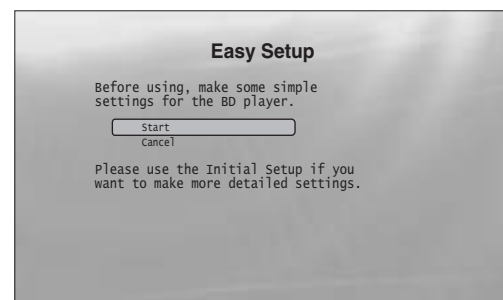 Easy Setup
Before using, make some simple
settings for the BD player.
Start
Cancel
Please use the Initial Setup if you
want to make more detailed settings.